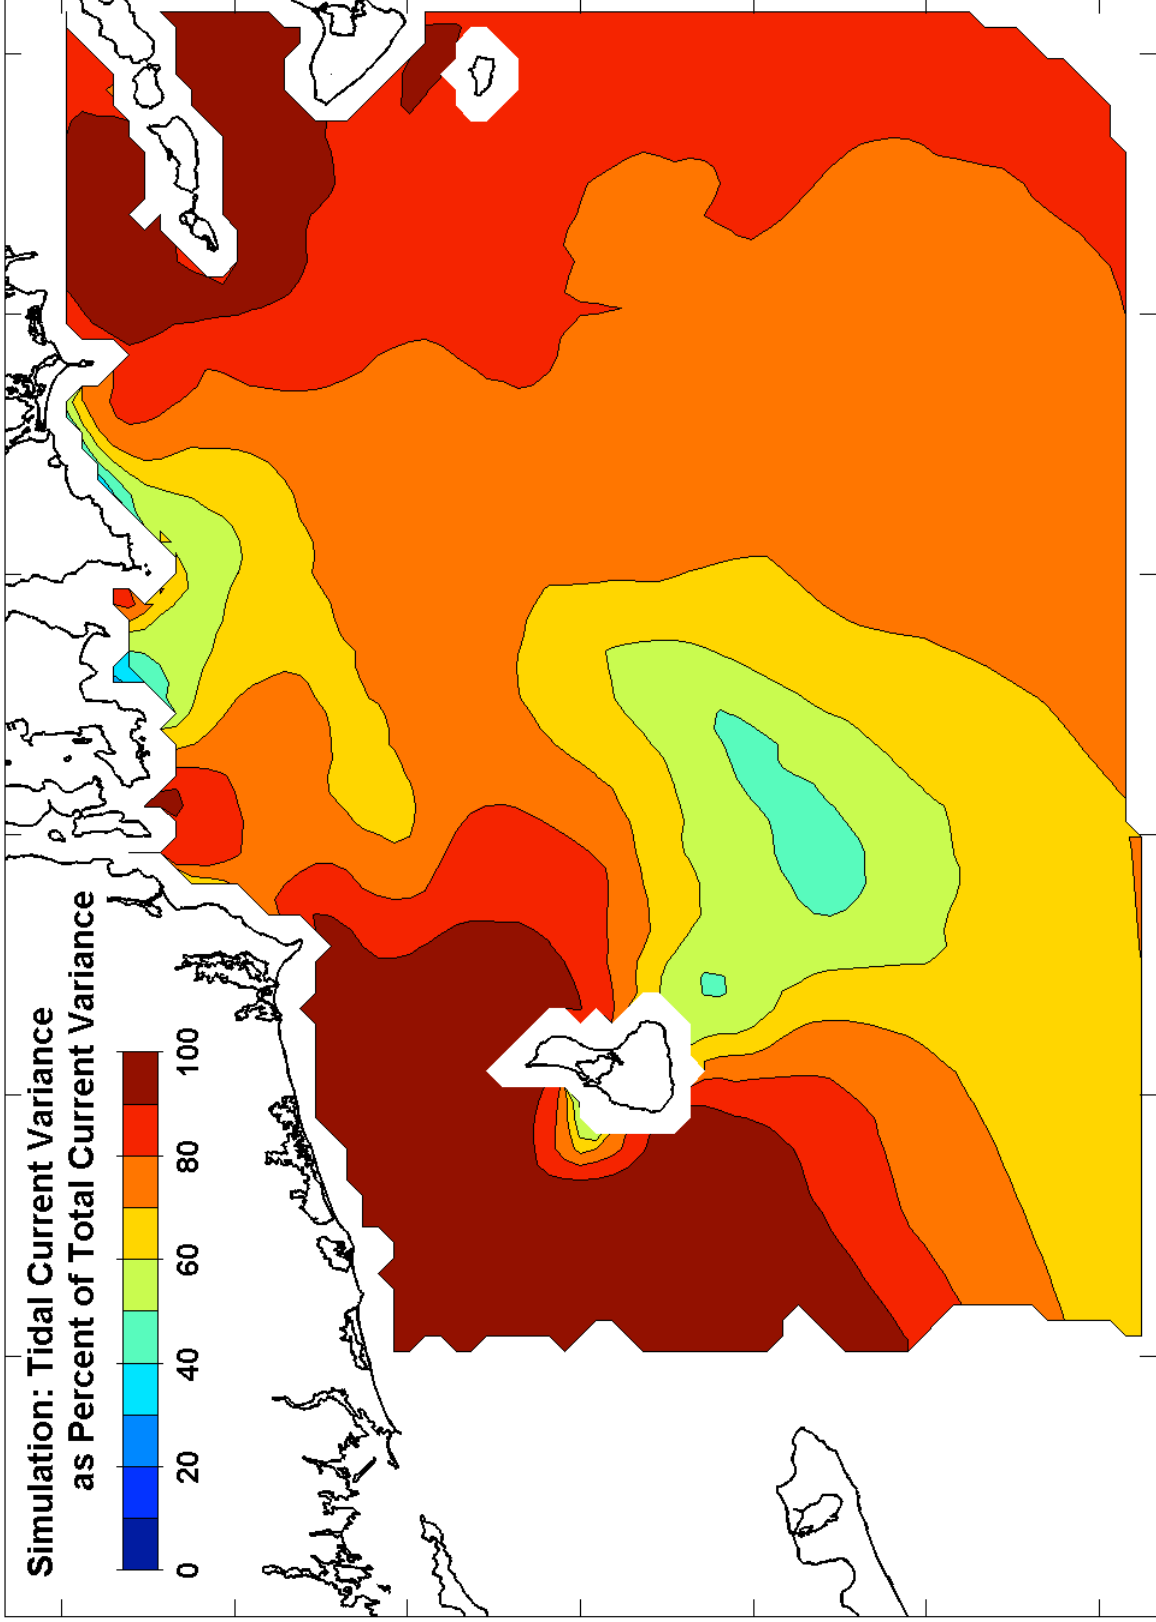 Simulation: Tidal Current Variance
as Percent of Total Current Variance
0 20 40 60 80 100